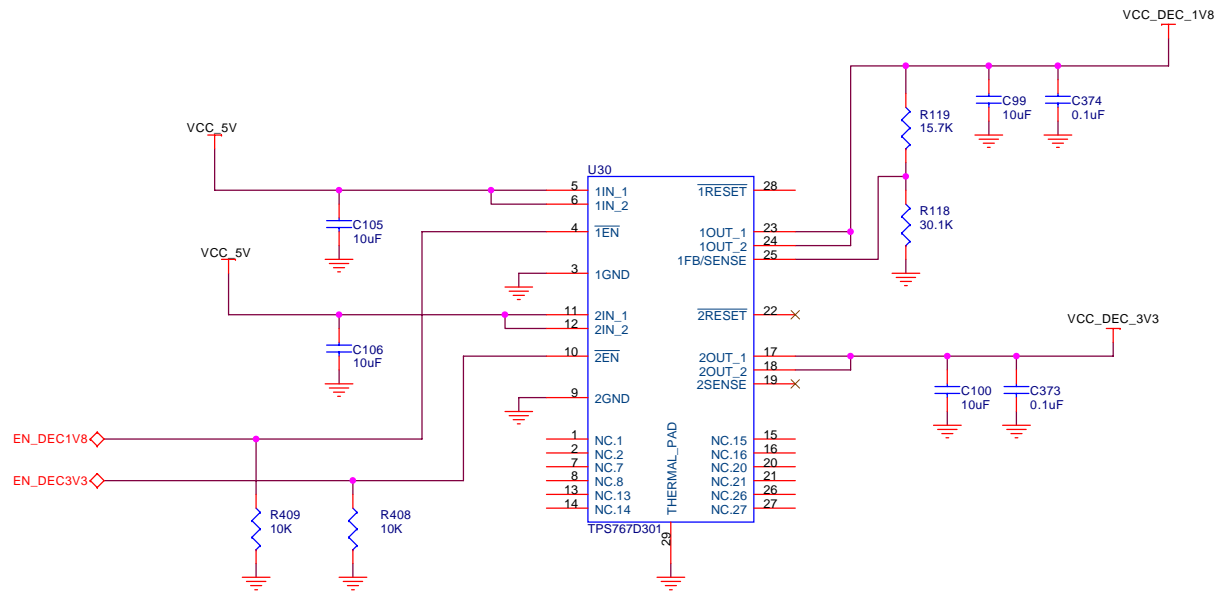 VCC_DEC_1V8
C99
10uF
C374
0.1uF
R119
15.7K
VCC_5V
U30
5
1IN_1
1RESET
28
6
1IN_2
C105
10uF
4
1EN
1OUT_1
23
1OUT_2
24
1FB/SENSE
25
R118
30.1K
VCC_5V
3
1GND
11
2IN_1
2RESET
22
12
2IN_2
VCC_DEC_3V3
C106
10uF
10
2EN
2OUT_1
17
2OUT_2
18
2SENSE
19
C100
10uF
C373
0.1uF
9
2GND
EN_DEC1V8
1
NC.1
NC.15
15
2
NC.2
NC.16
16
7
NC.7
NC.20
20
EN_DEC3V3
8
NC.8
NC.21
21
13
NC.13
NC.26
26
14
NC.14
NC.27
27
THERMAL_PAD
R409
10K
R408
10K
TPS767D301
29